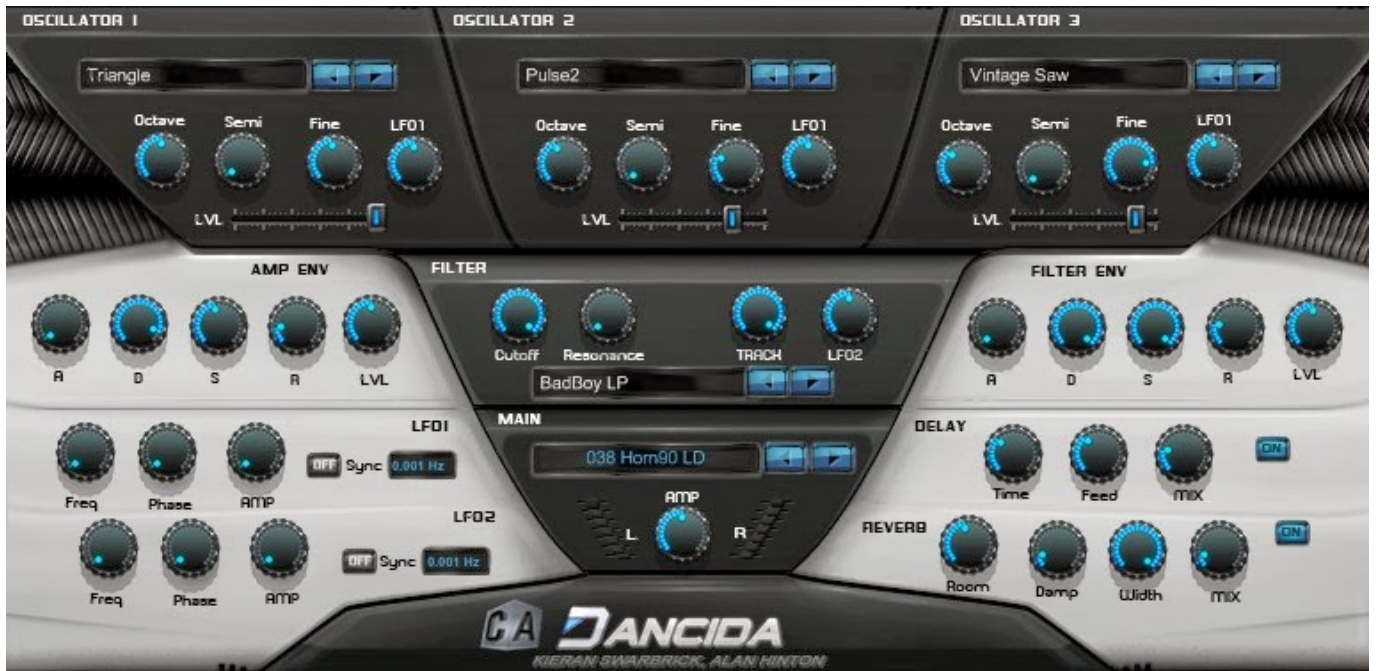 OSCILLATOR 1
OSCILLATOR 2
OSCILLATOR 3
Triangle
Pulse2
Vintage Saw
Octave Semi Fine LFO1
Octave Semi Fine LFO1
Octave Semi Fine LFO1
LVL
LVL
LVL
AMP ENV
A D S R LVL
FILTER
Cutoff Resonance TRACK LFO2
BadBoy LP
FILTER ENV
A D S R LVL
LFO1
Freq Phase AMP
OFF Sync 0.001 Hz
LFO2
Freq Phase AMP
OFF Sync 0.001 Hz
MAIN
038 Horn90 LD
AMP
L R
DELAY
Time Feed MIX
ON
REVERB
Room Damp Width MIX
ON
CA DANCIDA
KIERAN SWARBRICK, ALAN HINTON